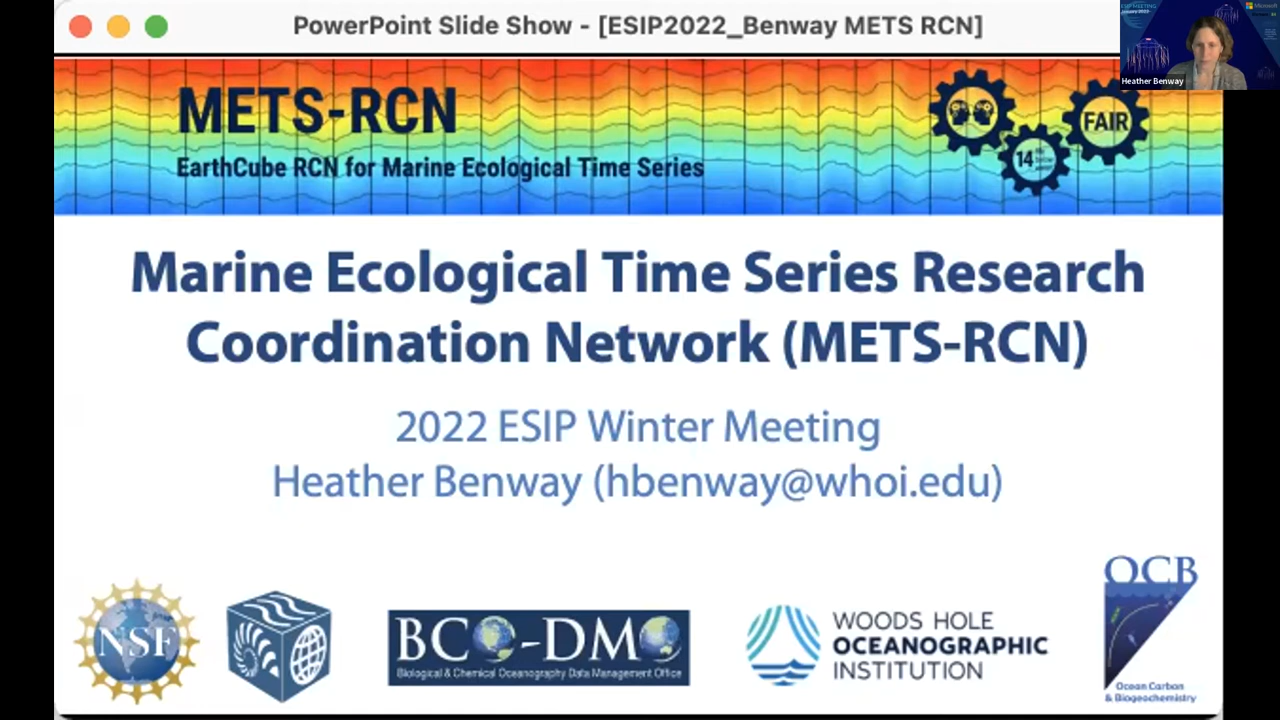 PowerPoint Slide Show - [ESIP2022_Benway METS RCN]
Heather Benway
METS-RCN
EarthCube RCN for Marine Ecological Time Series
FAIR
14
Marine Ecological Time Series Research
Coordination Network (METS-RCN)
2022 ESIP Winter Meeting
Heather Benway (hbenway@whoi.edu)
NSF
BCO-DMO
Biological & Chemical Oceanography Data Management Office
WOODS HOLE
OCEANOGRAPHIC
INSTITUTION
OCB
Ocean Carbon
& Biogeochemistry